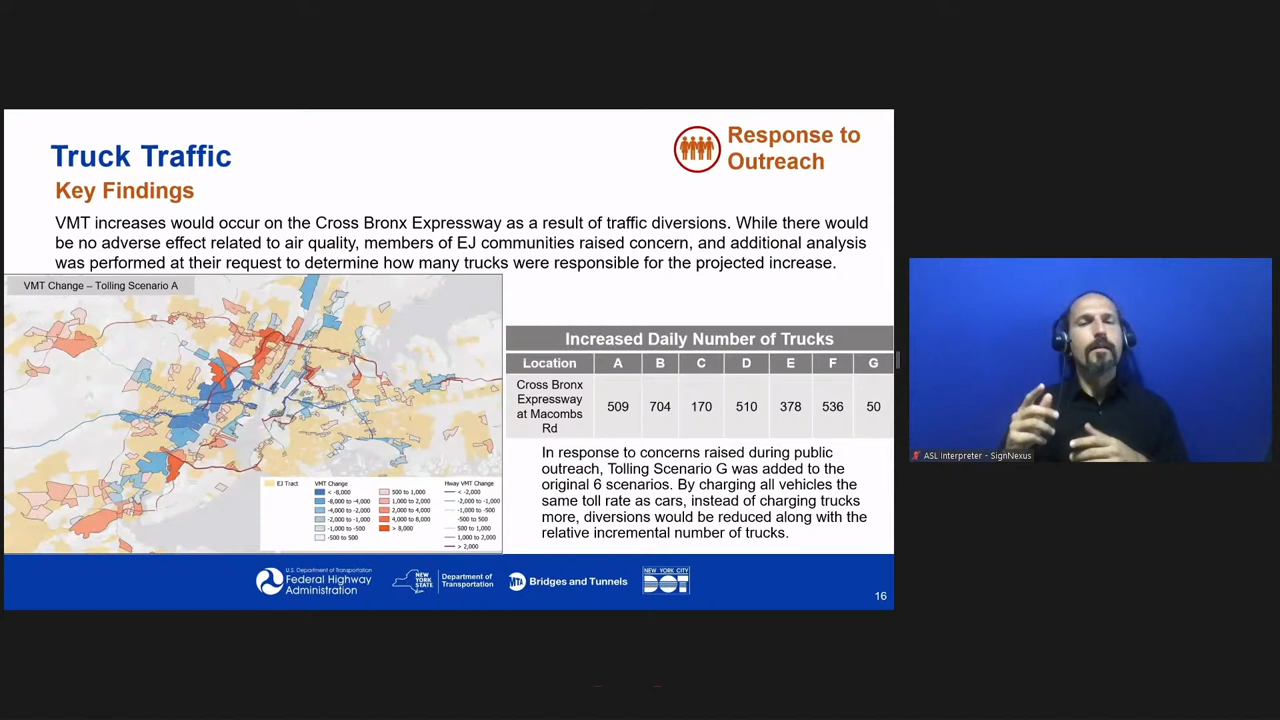 Truck Traffic
Response to
Outreach
Key Findings
VMT increases would occur on the Cross Bronx Expressway as a result of traffic diversions. While there would
be no adverse effect related to air quality, members of EJ communities raised concern, and additional analysis
was performed at their request to determine how many trucks were responsible for the projected increase.
VMT Change – Tolling Scenario A
EJ Tract
VMT Change
< -8,000
-8,000 to -4,000
-4,000 to -2,000
-2,000 to -1,000
-1,000 to -500
-500 to 500
500 to 1,000
1,000 to 2,000
2,000 to 4,000
4,000 to 8,000
> 8,000
Hway VMT Change
< -2,000
-2,000 to -1,000
-1,000 to -500
-500 to 500
500 to 1,000
1,000 to 2,000
> 2,000
Increased Daily Number of Trucks
Location A B C D E F G
Cross Bronx
Expressway
at Macombs
Rd
509 704 170 510 378 536 50
In response to concerns raised during public
outreach, Tolling Scenario G was added to the
original 6 scenarios. By charging all vehicles the
same toll rate as cars, instead of charging trucks
more, diversions would be reduced along with the
relative incremental number of trucks.
U.S. Department of Transportation
Federal Highway
Administration
NEW
YORK
STATE
Department of
Transportation
MTA Bridges and Tunnels
NEW YORK CITY
DOT
16
ASL Interpreter - SignNexus